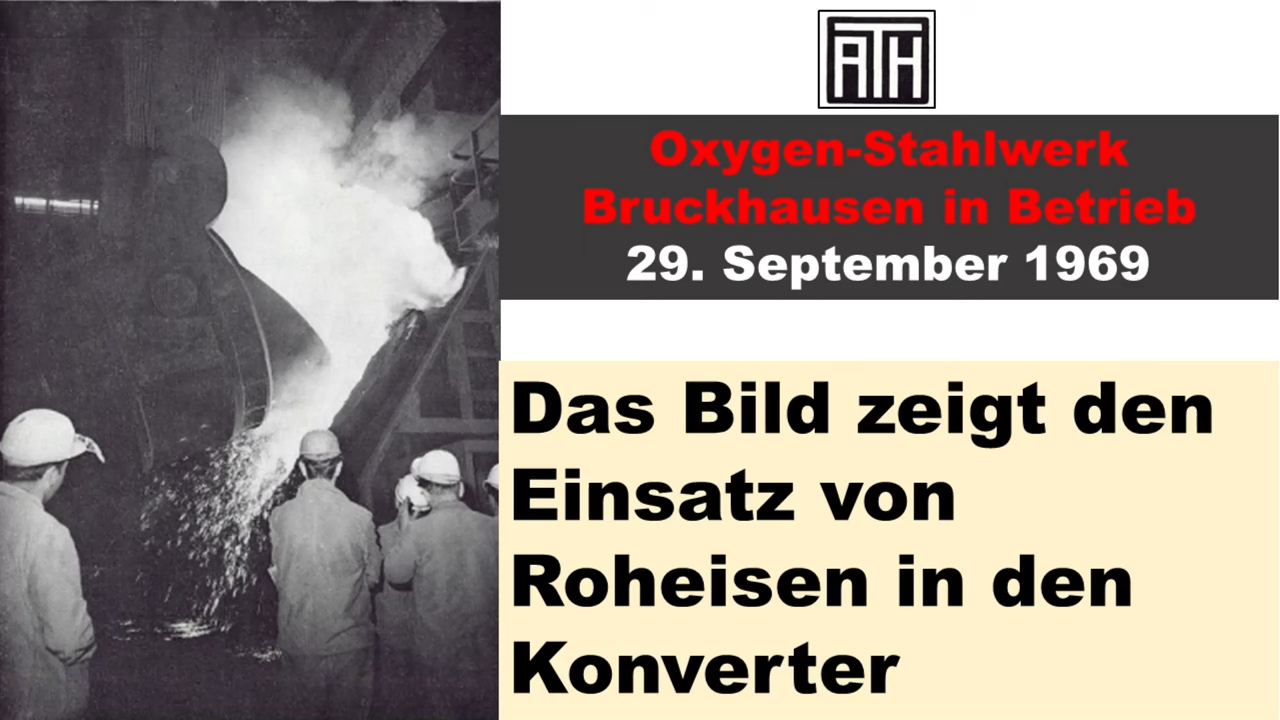 ATH
Oxygen-Stahlwerk
Bruckhausen in Betrieb
29. September 1969
Das Bild zeigt den
Einsatz von
Roheisen in den
Konverter